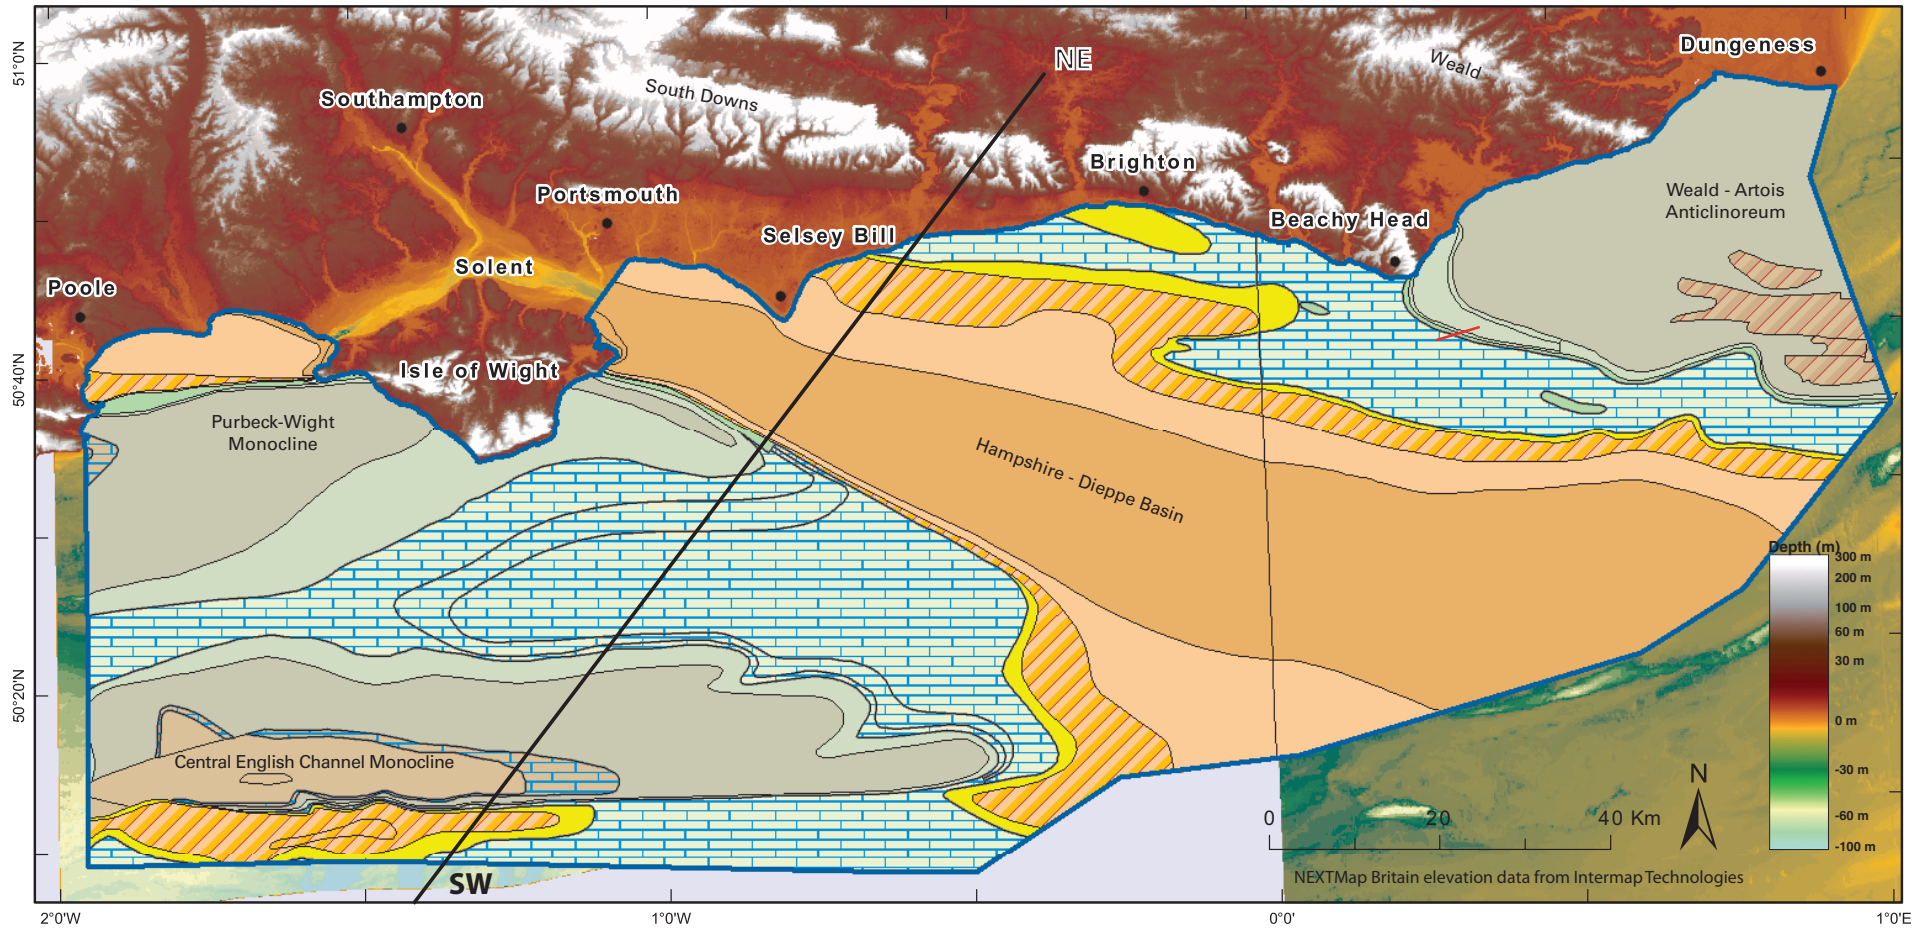 51°0'N
50°40'N
50°20'N
NE
Dungeness
Weald
South Downs
Southampton
Brighton
Portsmouth
Weald - Artois
Anticlinoreum
Beachy Head
Selsey Bill
Solent
Poole
Isle of Wight
Purbeck-Wight
Monocline
Hampshire - Dieppe Basin
Central English Channel Monocline
SW
Depth (m)
300 m
200 m
100 m
60 m
30 m
0 m
-30 m
-60 m
-100 m
N
0 20 40 Km
NEXTMap Britain elevation data from Intermap Technologies
2°0'W 1°0'W 0°0' 1°0'E